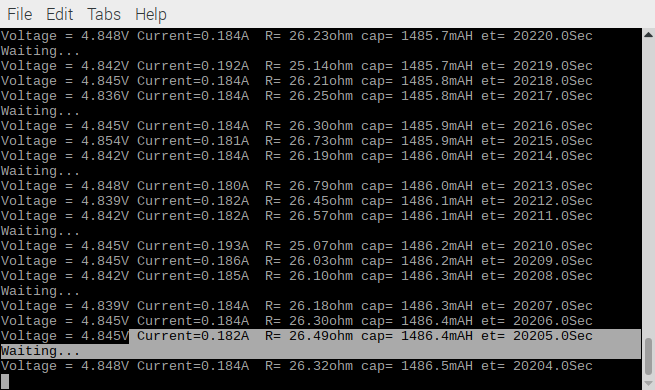 File Edit Tabs Help
Voltage = 4.848V Current=0.184A  R= 26.23ohm cap= 1485.7mAH et= 20220.0Sec
Waiting...
Voltage = 4.842V Current=0.192A  R= 25.14ohm cap= 1485.7mAH et= 20219.0Sec
Voltage = 4.845V Current=0.184A  R= 26.21ohm cap= 1485.8mAH et= 20218.0Sec
Voltage = 4.836V Current=0.184A  R= 26.25ohm cap= 1485.8mAH et= 20217.0Sec
Waiting...
Voltage = 4.845V Current=0.184A  R= 26.30ohm cap= 1485.9mAH et= 20216.0Sec
Voltage = 4.854V Current=0.181A  R= 26.73ohm cap= 1485.9mAH et= 20215.0Sec
Voltage = 4.842V Current=0.184A  R= 26.19ohm cap= 1486.0mAH et= 20214.0Sec
Waiting...
Voltage = 4.848V Current=0.180A  R= 26.79ohm cap= 1486.0mAH et= 20213.0Sec
Voltage = 4.839V Current=0.182A  R= 26.45ohm cap= 1486.1mAH et= 20212.0Sec
Voltage = 4.842V Current=0.182A  R= 26.57ohm cap= 1486.1mAH et= 20211.0Sec
Waiting...
Voltage = 4.845V Current=0.193A  R= 25.07ohm cap= 1486.2mAH et= 20210.0Sec
Voltage = 4.845V Current=0.186A  R= 26.03ohm cap= 1486.2mAH et= 20209.0Sec
Voltage = 4.842V Current=0.185A  R= 26.10ohm cap= 1486.3mAH et= 20208.0Sec
Waiting...
Voltage = 4.839V Current=0.184A  R= 26.18ohm cap= 1486.3mAH et= 20207.0Sec
Voltage = 4.845V Current=0.184A  R= 26.30ohm cap= 1486.4mAH et= 20206.0Sec
Voltage = 4.845V Current=0.182A  R= 26.49ohm cap= 1486.4mAH et= 20205.0Sec
Waiting...
Voltage = 4.848V Current=0.184A  R= 26.32ohm cap= 1486.5mAH et= 20204.0Sec